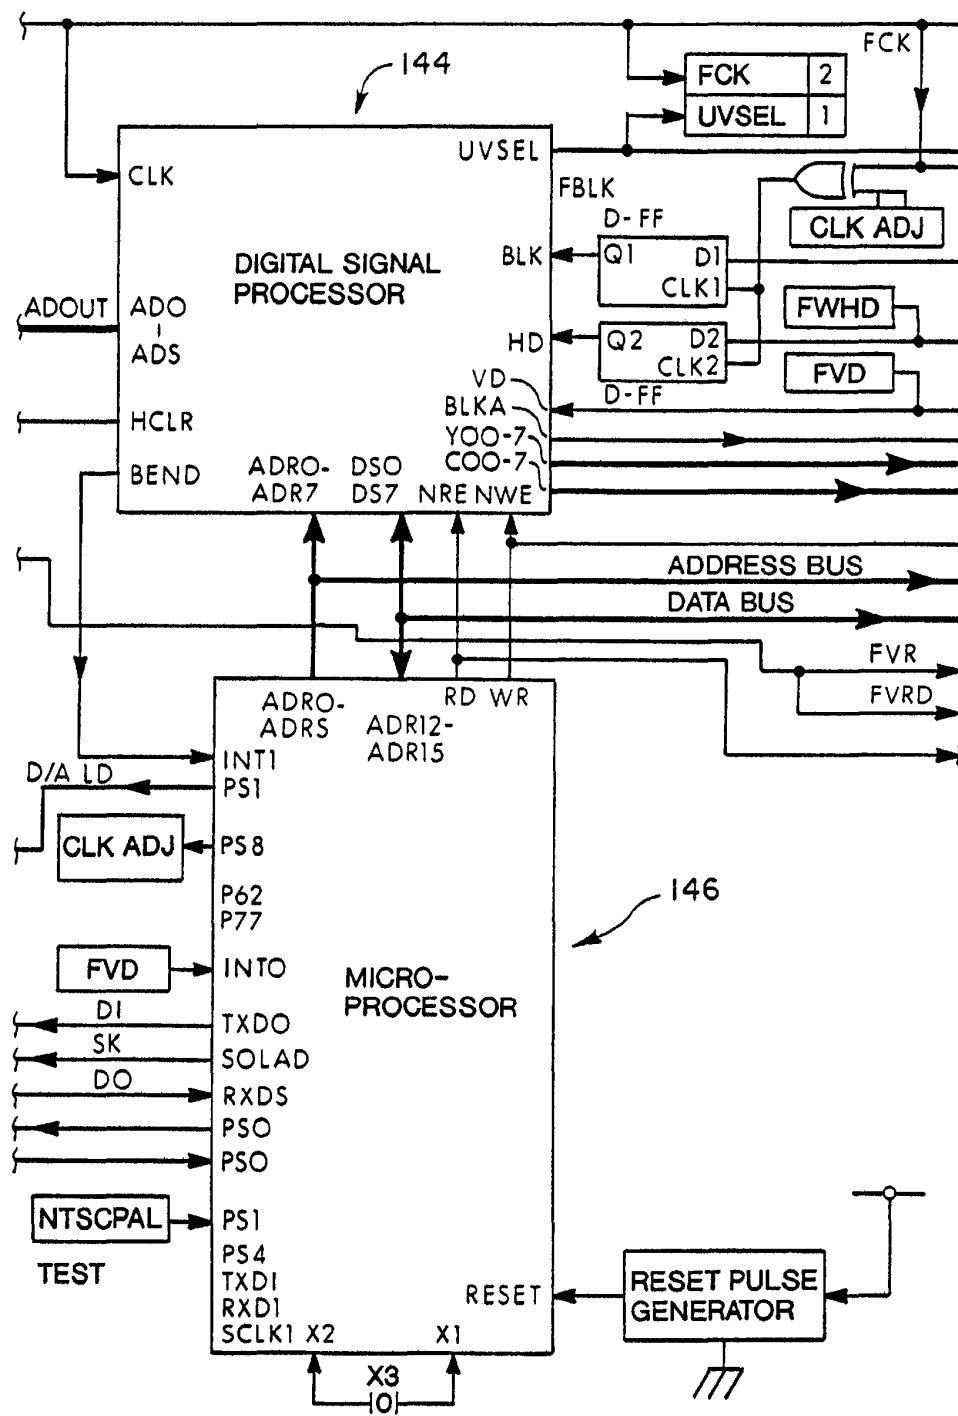 144
FCK
FCK 2
UVSEL 1
UVSEL
CLK
FBLK
CLK ADJ
D-FF
DIGITAL SIGNAL
PROCESSOR
BLK
Q1 D1
CLK1
ADOUT
ADO
ADS
FWHD
HD
Q2 D2
CLK2
FVD
VD
D-FF
BLKA
HCLR
YOO-7
COO-7
BEND
ADRO-
ADR7
DSO
DS7
NRE NWE
ADDRESS BUS
DATA BUS
FVR
FVRD
ADRO-
ADRS
ADR12-
ADR15
RD WR
INT1
D/A LD
PS1
CLK ADJ
PS8
P62
P77
146
FVD
INTO
MICRO-
PROCESSOR
DI
TXDO
SK
SOLAD
DO
RXDS
PSO
PSO
NTSCPAL
PS1
TEST
PS4
TXD1
RXD1
SCLK1 X2 X1
RESET
RESET PULSE
GENERATOR
X3